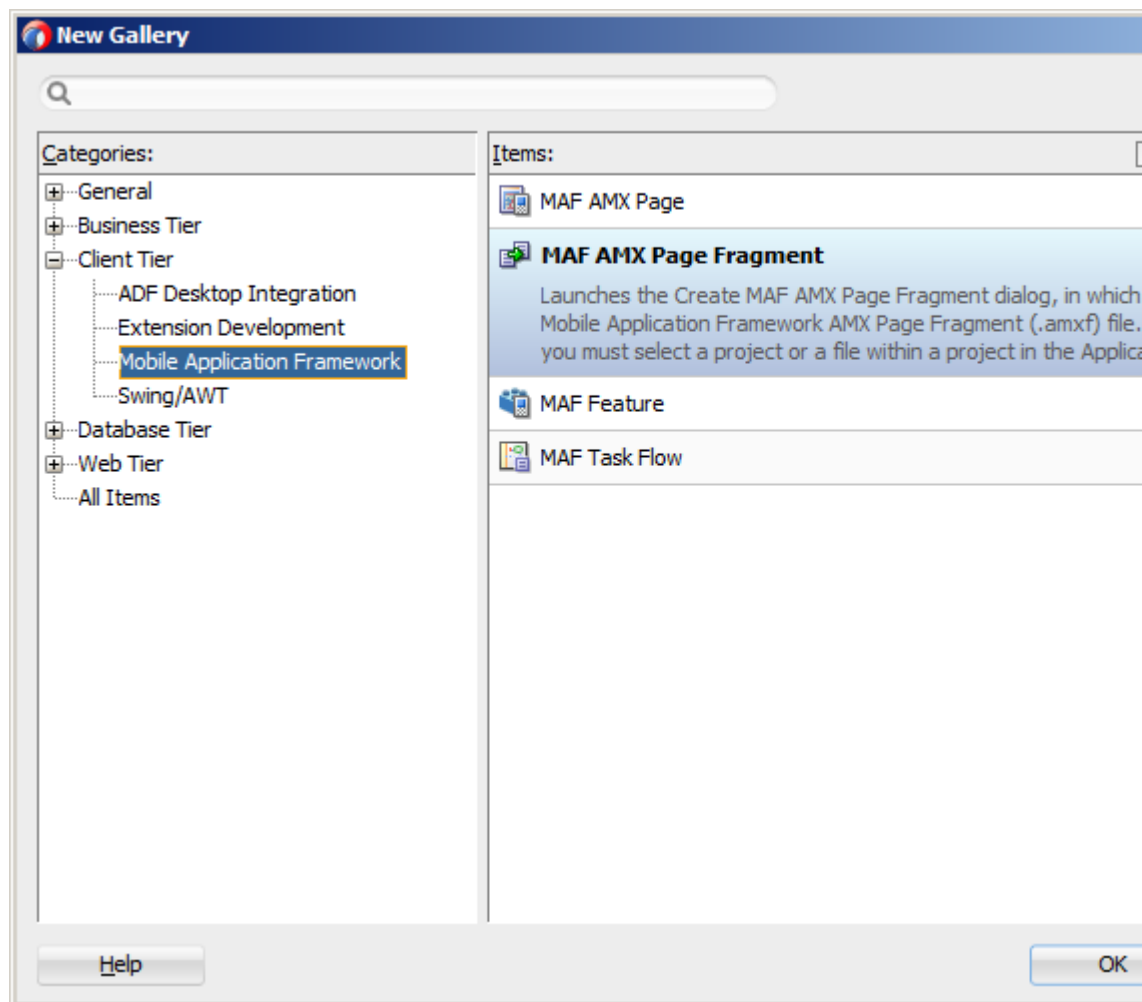 New Gallery
Categories:
General
Business Tier
Client Tier
ADF Desktop Integration
Extension Development
Mobile Application Framework
Swing/AWT
Database Tier
Web Tier
All Items
Items:
MAF AMX Page
MAF AMX Page Fragment
Launches the Create MAF AMX Page Fragment dialog, in which
Mobile Application Framework AMX Page Fragment (.amxf) file.
you must select a project or a file within a project in the Applica
MAF Feature
MAF Task Flow
Help
OK